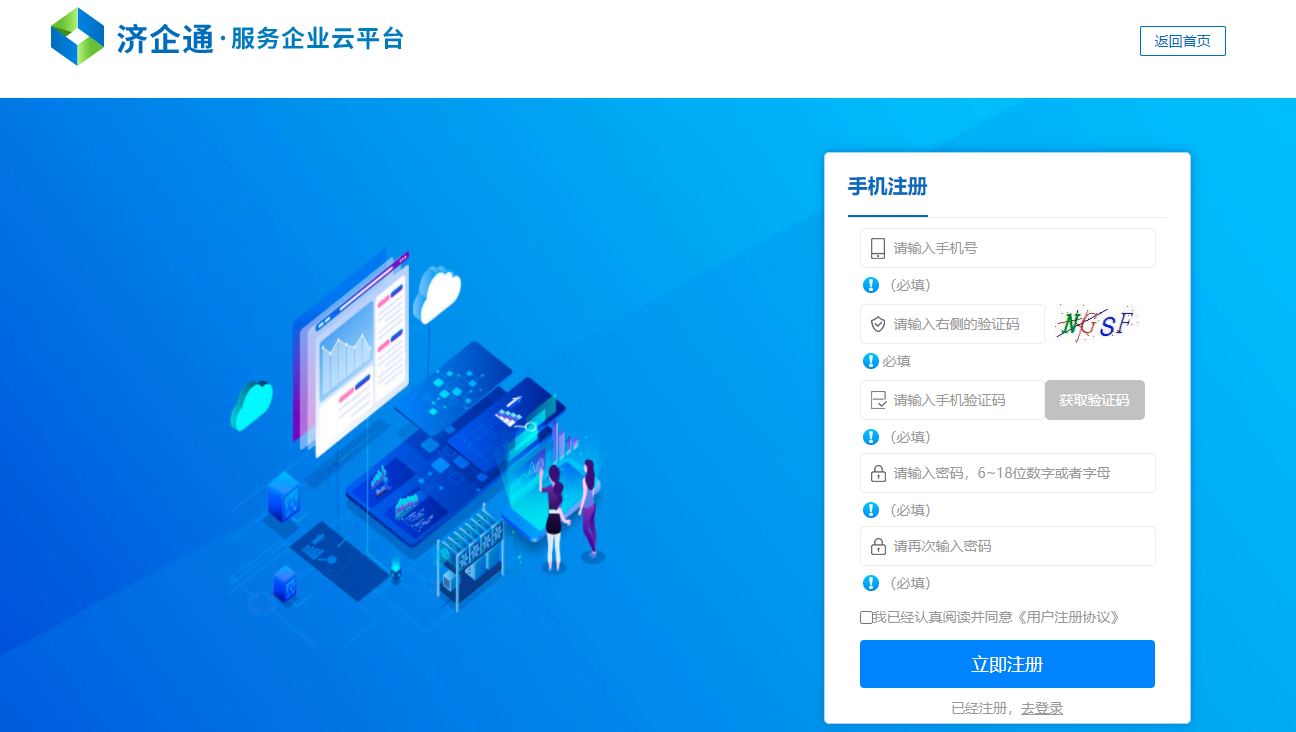 济企通·服务企业云平台
返回首页
手机注册
请输入手机号
（必填）
请输入右侧的验证码
NGSF
必填
请输入手机验证码
获取验证码
（必填）
请输入密码，6~18位数字或者字母
（必填）
请再次输入密码
（必填）
我已经认真阅读并同意《用户注册协议》
立即注册
已经注册，去登录